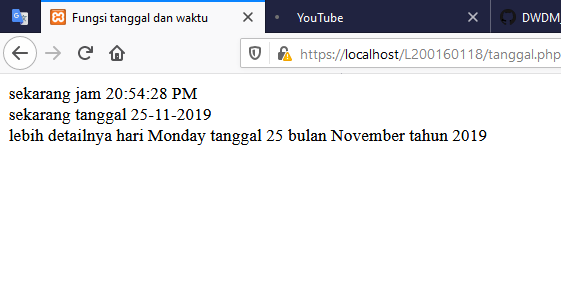 Fungsi tanggal dan waktu
YouTube
DWDM_
https://localhost/L200160118/tanggal.php
sekarang jam 20:54:28 PM
sekarang tanggal 25-11-2019
lebih detailnya hari Monday tanggal 25 bulan November tahun 2019